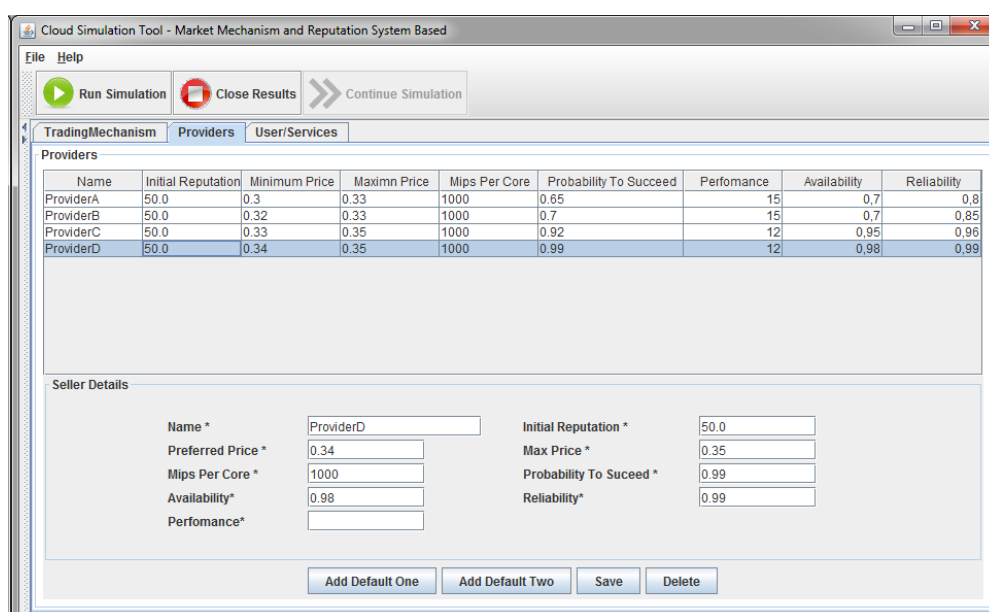 Cloud Simulation Tool - Market Mechanism and Reputation System Based
File Help
Run Simulation Close Results Continue Simulation
TradingMechanism Providers User/Services
Providers
Name Initial Reputation Minimum Price Maximn Price Mips Per Core Probability To Succeed Perfomance Availability Reliability
ProviderA 50.0 0.3 0.33 1000 0.65 15 0,7 0,8
ProviderB 50.0 0.32 0.33 1000 0.7 15 0,7 0,85
ProviderC 50.0 0.33 0.35 1000 0.92 12 0,95 0,96
ProviderD 50.0 0.34 0.35 1000 0.99 12 0,98 0,99
Seller Details
Name * ProviderD Initial Reputation * 50.0
Preferred Price * 0.34 Max Price * 0.35
Mips Per Core * 1000 Probability To Suceed * 0.99
Availability* 0.98 Reliability* 0.99
Perfomance*
Add Default One Add Default Two Save Delete